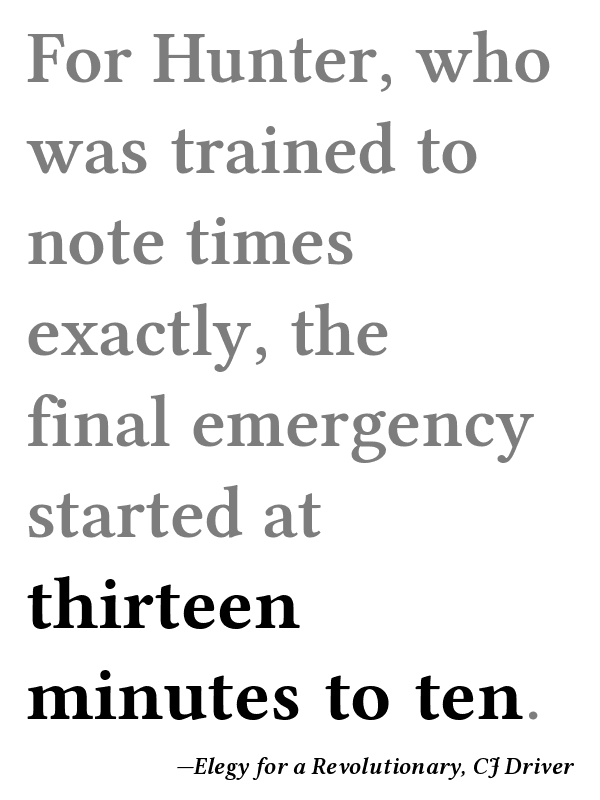 For Hunter, who
was trained to
note times
exactly, the
final emergency
started at
thirteen
minutes to ten.
—Elegy for a Revolutionary, CJ Driver